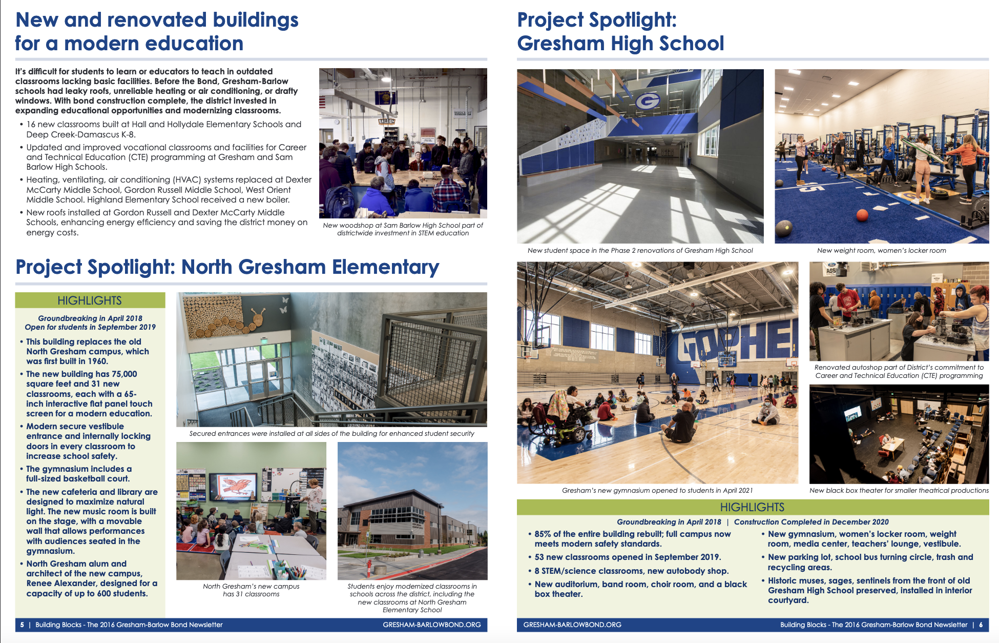 New and renovated buildings
for a modern education
It's difficult for students to learn or educators to teach in outdated
classrooms lacking basic facilities. Before the Bond, Gresham-Barlow
schools had leaky roofs, unreliable heating or air conditioning, or drafty
windows. With bond construction complete, the district invested in
expanding educational opportunities and modernizing classrooms.
• 16 new classrooms built at Hall and Hollydale Elementary Schools and
Deep Creek-Damascus K-8.
• Updated and improved vocational classrooms and facilities for Career
and Technical Education (CTE) programming at Gresham and Sam
Barlow High Schools.
• Heating, ventilating, air conditioning (HVAC) systems replaced at Dexter
McCarty Middle School, Gordon Russell Middle School, West Orient
Middle School. Highland Elementary School received a new boiler.
• New roofs installed at Gordon Russell and Dexter McCarty Middle
Schools, enhancing energy efficiency and saving the district money on
energy costs.
BAILEIGH
New woodshop at Sam Barlow High School part of
districtwide investment in STEM education
Project Spotlight: North Gresham Elementary
HIGHLIGHTS
Groundbreaking in April 2018
Open for students in September 2019
• This building replaces the old
North Gresham campus, which
was first built in 1960.
• The new building has 75,000
square feet and 31 new
classrooms, each with a 65-
inch interactive flat panel touch
screen for a modern education.
• Modern secure vestibule
entrance and internally locking
doors in every classroom to
increase school safety.
• The gymnasium includes a
full-sized basketball court.
• The new cafeteria and library are
designed to maximize natural
light. The new music room is built
on the stage, with a movable
wall that allows performances
with audiences seated in the
gymnasium.
• North Gresham alum and
architect of the new campus,
Renee Alexander, designed for a
capacity of up to 600 students.
Secured entrances were installed at all sides of the building for enhanced student security
North Gresham's new campus
has 31 classrooms
Students enjoy modernized classrooms in
schools across the district, including the
new classrooms at North Gresham
Elementary School
5 | Building Blocks - The 2016 Gresham-Barlow Bond Newsletter
GRESHAM-BARLOWBOND.ORG
Project Spotlight:
Gresham High School
G
New student space in the Phase 2 renovations of Gresham High School
5
New weight room, women's locker room
GOPHE
Gresham's new gymnasium opened to students in April 2021
Ford
ASS
Renovated autoshop part of District's commitment to
Career and Technical Education (CTE) programming
New black box theater for smaller theatrical productions
HIGHLIGHTS
Groundbreaking in April 2018 | Construction Completed in December 2020
• 85% of the entire building rebuilt; full campus now
meets modern safety standards.
• 53 new classrooms opened in September 2019.
• 8 STEM/science classrooms, new autobody shop.
• New auditorium, band room, choir room, and a black
box theater.
• New gymnasium, women's locker room, weight
room, media center, teachers' lounge, vestibule.
• New parking lot, school bus turning circle, trash and
recycling areas.
• Historic muses, sages, sentinels from the front of old
Gresham High School preserved, installed in interior
courtyard.
GRESHAM-BARLOWBOND.ORG
Building Blocks - The 2016 Gresham-Barlow Bond Newsletter | 6